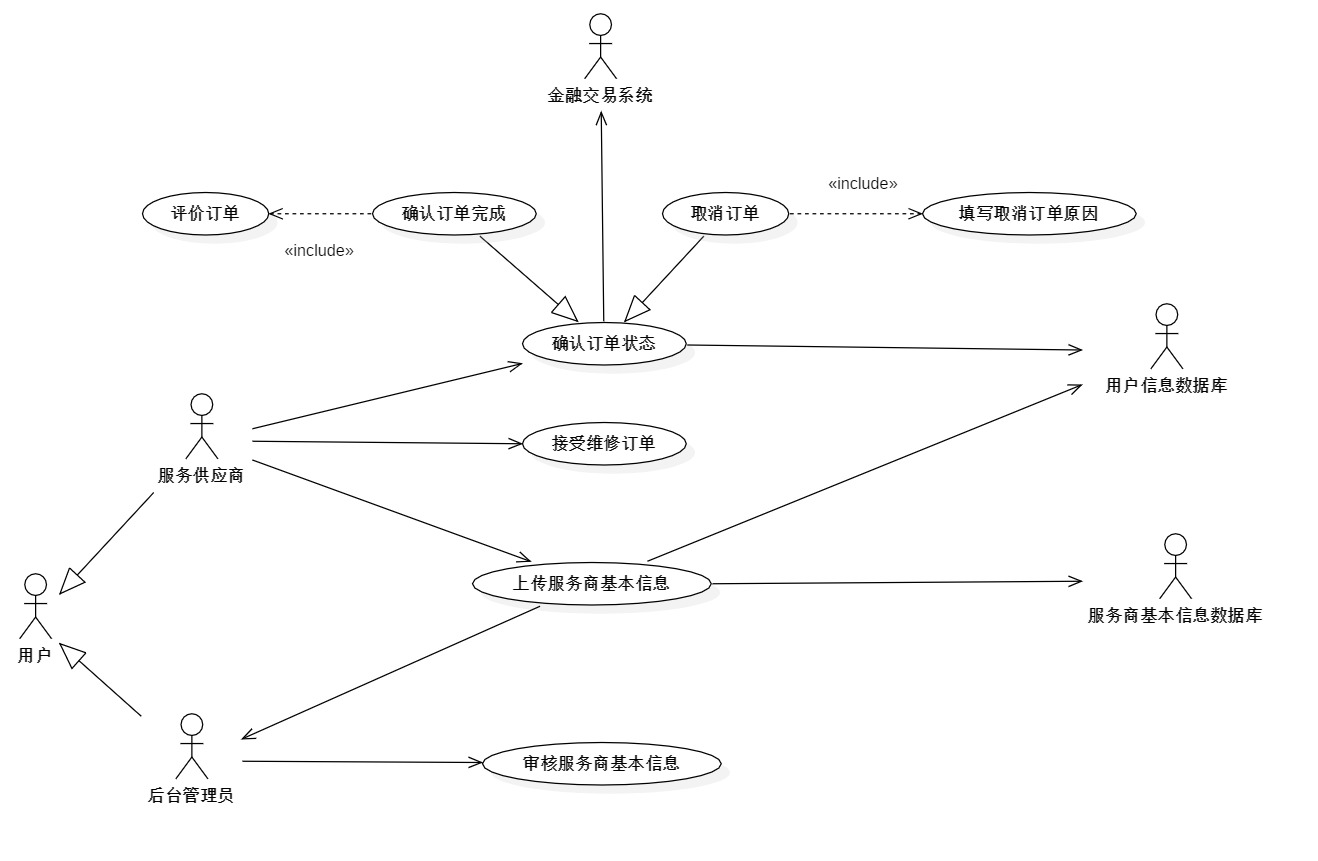 金融交易系统
«include»
评价订单
确认订单完成
取消订单
填写取消订单原因
«include»
确认订单状态
用户信息数据库
接受维修订单
服务供应商
上传服务商基本信息
服务商基本信息数据库
用户
审核服务商基本信息
后台管理员